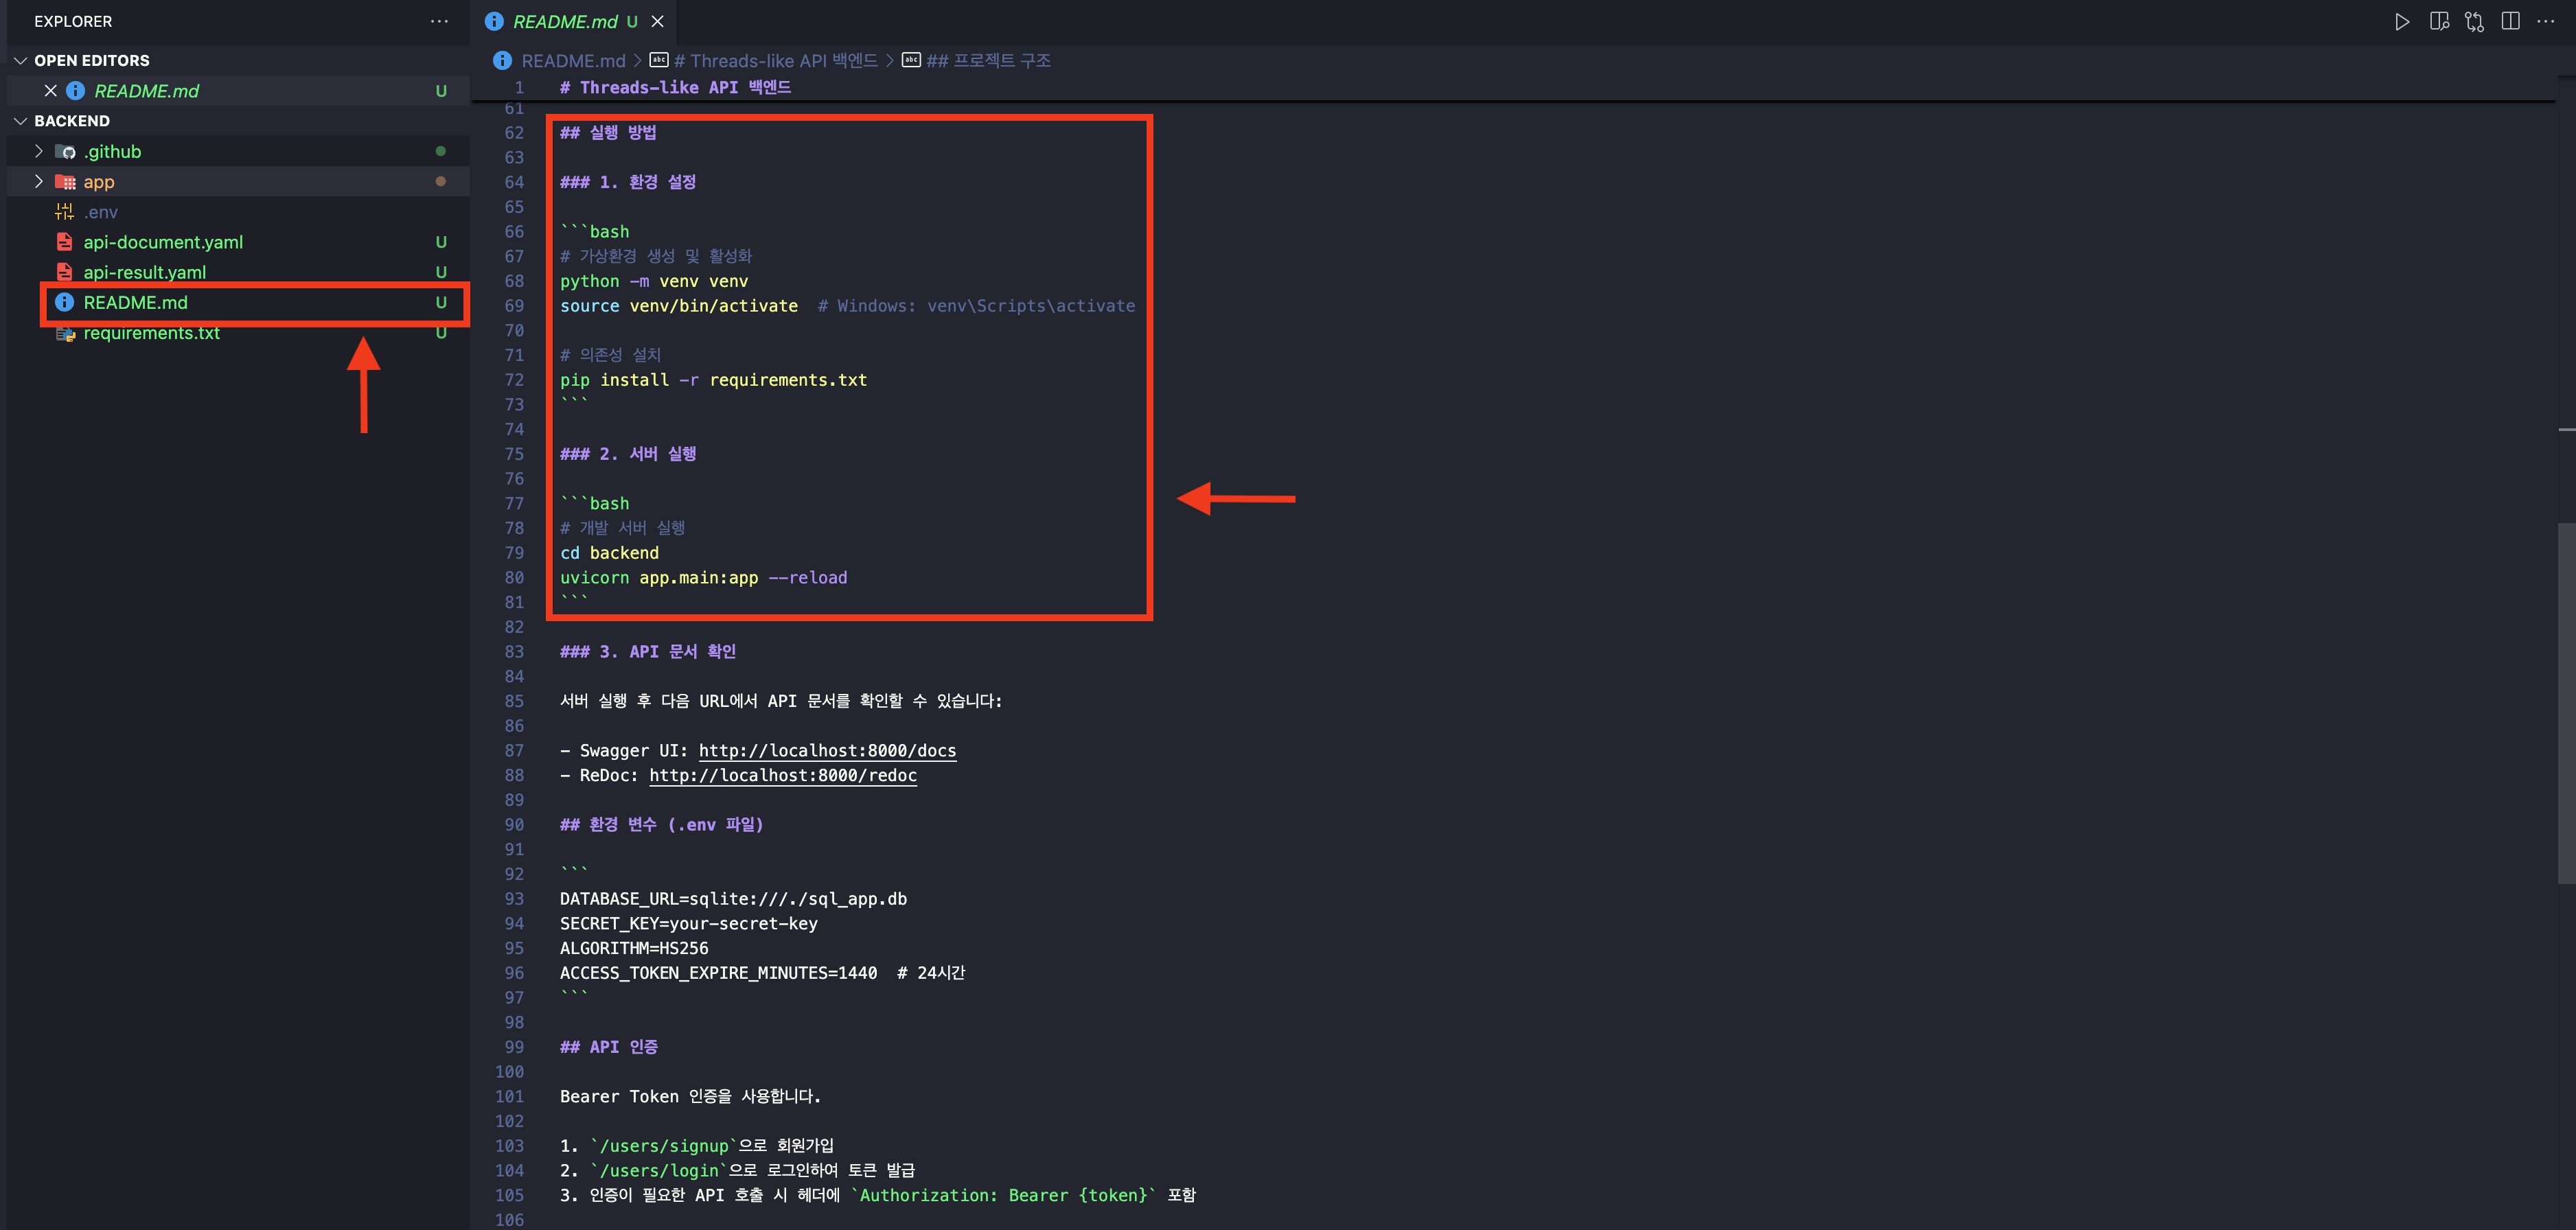 EXPLORER
OPEN EDITORS
README.md U
BACKEND
.github
app
.env
api-document.yaml U
api-result.yaml U
README.md U
requirements.txt U
README.md U
README.md > # Threads-like API 백엔드 > ## 프로젝트 구조
1 # Threads-like API 백엔드
61
62 ## 실행 방법
63
64 ### 1. 환경 설정
65
66 ```bash
67 # 가상환경 생성 및 활성화
68 python -m venv venv
69 source venv/bin/activate  # Windows: venv\Scripts\activate
70
71 # 의존성 설치
72 pip install -r requirements.txt
73 ```
74
75 ### 2. 서버 실행
76
77 ```bash
78 # 개발 서버 실행
79 cd backend
80 uvicorn app.main:app --reload
81 ```
82
83 ### 3. API 문서 확인
84
85 서버 실행 후 다음 URL에서 API 문서를 확인할 수 있습니다:
86
87 - Swagger UI: http://localhost:8000/docs
88 - ReDoc: http://localhost:8000/redoc
89
90 ## 환경 변수 (.env 파일)
91
92 ```
93 DATABASE_URL=sqlite:///./sql_app.db
94 SECRET_KEY=your-secret-key
95 ALGORITHM=HS256
96 ACCESS_TOKEN_EXPIRE_MINUTES=1440  # 24시간
97 ```
98
99 ## API 인증
100
101 Bearer Token 인증을 사용합니다.
102
103 1. `/users/signup`으로 회원가입
104 2. `/users/login`으로 로그인하여 토큰 발급
105 3. 인증이 필요한 API 호출 시 헤더에 `Authorization: Bearer {token}` 포함
106